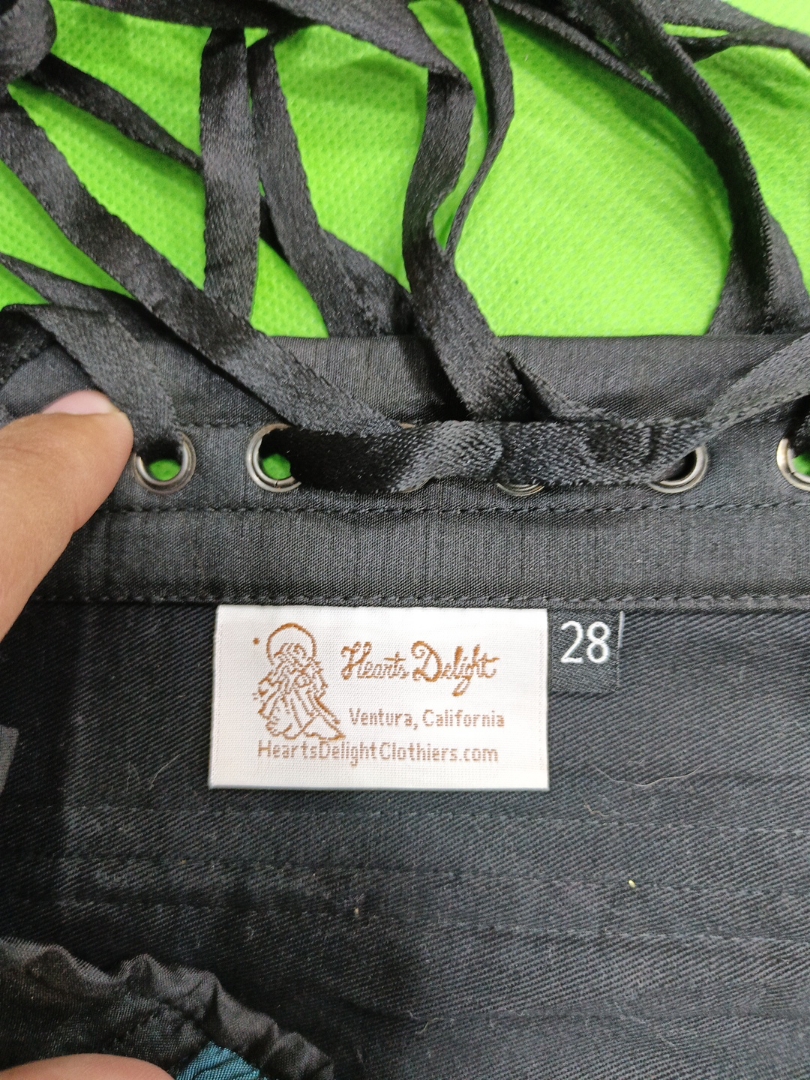 Hearts Delight
Ventura, California
HeartsDelightClothiers.com
28